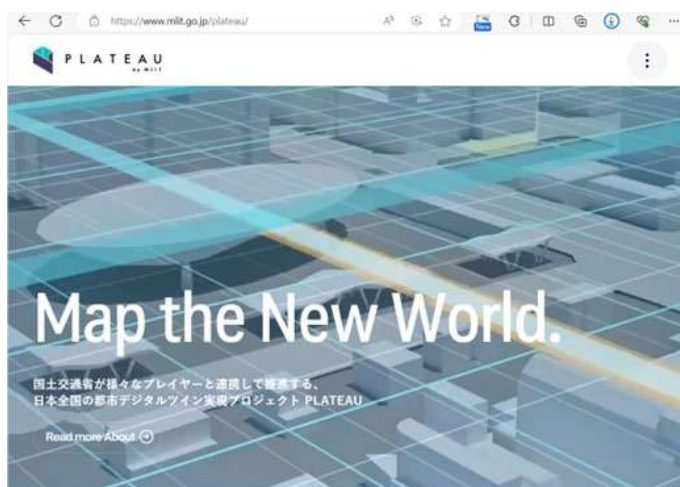 https://www.mlit.go.jp/plateau/
New
PLATEAU
by MLIT
Map the New World.
国土交通省が様々なプレイヤーと連携して推進する、
日本全国の都市デジタルツイン実現プロジェクト PLATEAU
Read more About